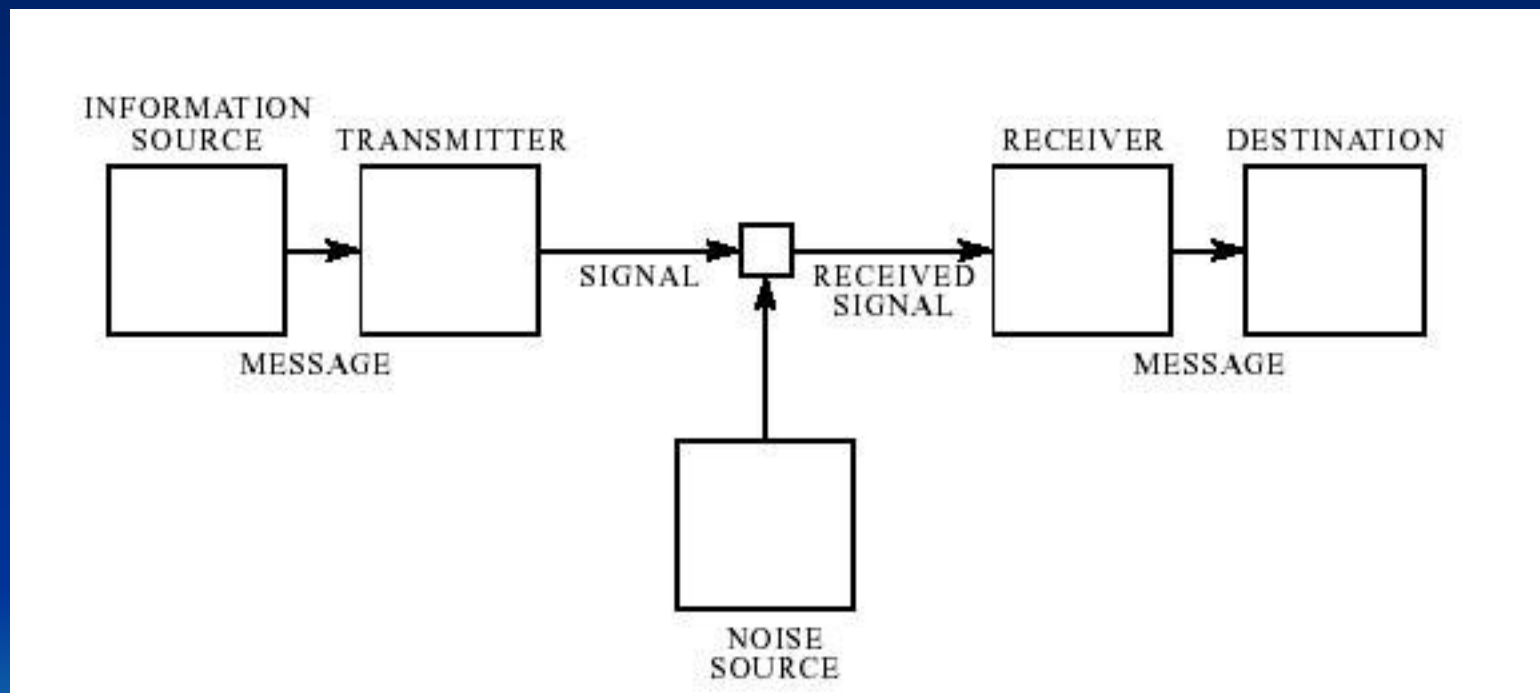 INFORMATION
SOURCE
TRANSMITTER
RECEIVER
DESTINATION
SIGNAL
RECEIVED
SIGNAL
MESSAGE
MESSAGE
NOISE
SOURCE